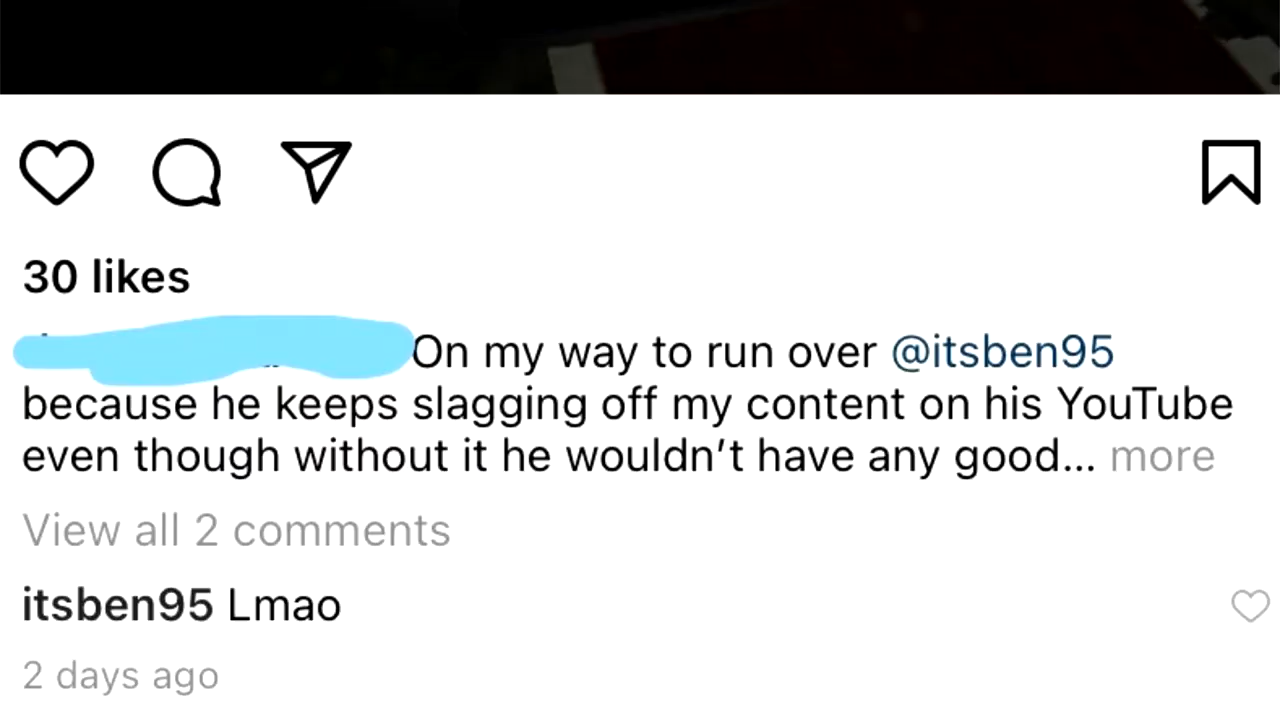 30 likes
On my way to run over @itsben95
because he keeps slagging off my content on his YouTube
even though without it he wouldn't have any good... more
View all 2 comments
itsben95 Lmao
2 days ago